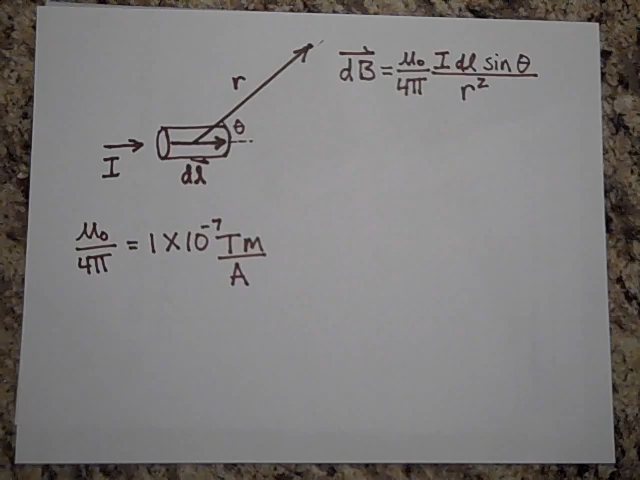 r
θ
I
dl⃗
dB⃗ = μ₀/4π I dl sin θ/r²
μ₀/4π = 1 × 10⁻⁷ Tm/A